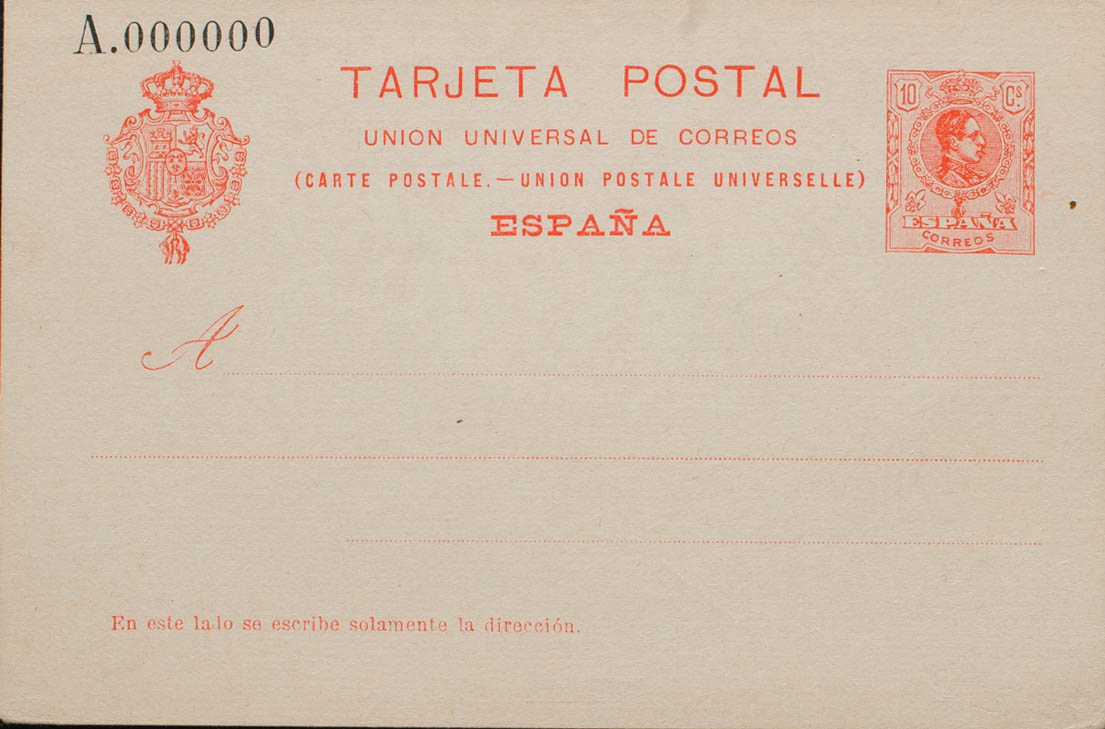 A.000000
TARJETA POSTAL
UNION UNIVERSAL DE CORREOS
(CARTE POSTALE.—UNION POSTALE UNIVERSELLE)
ESPAÑA
10 Cs.
ESPAÑA
CORREOS
A
En este lado se escribe solamente la dirección.